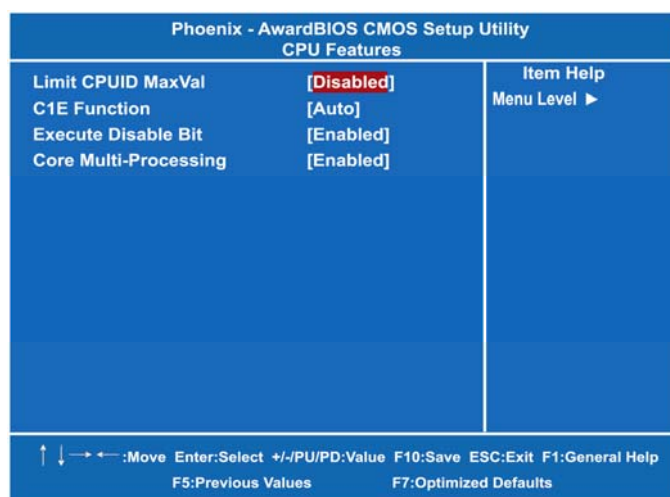 Phoenix - AwardBIOS CMOS Setup Utility
CPU Features
Limit CPUID MaxVal [Disabled]
C1E Function [Auto]
Execute Disable Bit [Enabled]
Core Multi-Processing [Enabled]
Item Help
Menu Level ►
↑ ↓ → ← :Move Enter:Select +/-/PU/PD:Value F10:Save ESC:Exit F1:General Help
F5:Previous Values F7:Optimized Defaults